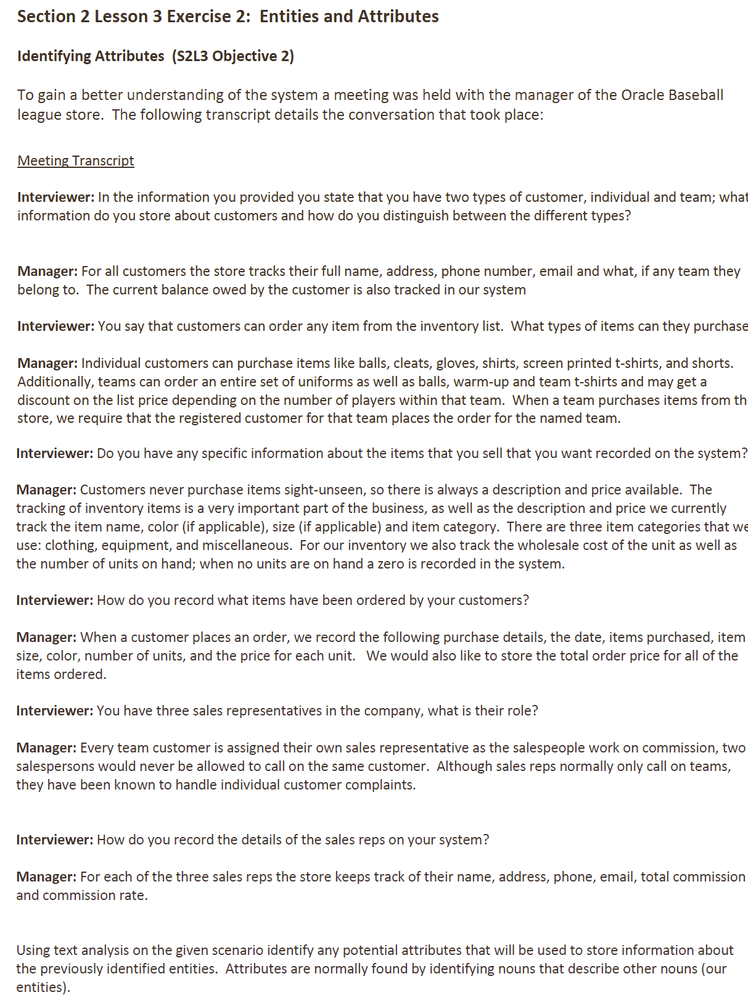 Section 2 Lesson 3 Exercise 2:  Entities and Attributes
Identifying Attributes  (S2L3 Objective 2)
To gain a better understanding of the system a meeting was held with the manager of the Oracle Baseball
league store.  The following transcript details the conversation that took place:
Meeting Transcript
Interviewer: In the information you provided you state that you have two types of customer, individual and team; what
information do you store about customers and how do you distinguish between the different types?
Manager: For all customers the store tracks their full name, address, phone number, email and what, if any team they
belong to.  The current balance owed by the customer is also tracked in our system
Interviewer: You say that customers can order any item from the inventory list.  What types of items can they purchase
Manager: Individual customers can purchase items like balls, cleats, gloves, shirts, screen printed t-shirts, and shorts.
Additionally, teams can order an entire set of uniforms as well as balls, warm-up and team t-shirts and may get a
discount on the list price depending on the number of players within that team.  When a team purchases items from th
store, we require that the registered customer for that team places the order for the named team.
Interviewer: Do you have any specific information about the items that you sell that you want recorded on the system?
Manager: Customers never purchase items sight-unseen, so there is always a description and price available.  The
tracking of inventory items is a very important part of the business, as well as the description and price we currently
track the item name, color (if applicable), size (if applicable) and item category.  There are three item categories that we
use: clothing, equipment, and miscellaneous.  For our inventory we also track the wholesale cost of the unit as well as
the number of units on hand; when no units are on hand a zero is recorded in the system.
Interviewer: How do you record what items have been ordered by your customers?
Manager: When a customer places an order, we record the following purchase details, the date, items purchased, item
size, color, number of units, and the price for each unit.   We would also like to store the total order price for all of the
items ordered.
Interviewer: You have three sales representatives in the company, what is their role?
Manager: Every team customer is assigned their own sales representative as the salespeople work on commission, two
salespersons would never be allowed to call on the same customer.  Although sales reps normally only call on teams,
they have been known to handle individual customer complaints.
Interviewer: How do you record the details of the sales reps on your system?
Manager: For each of the three sales reps the store keeps track of their name, address, phone, email, total commission
and commission rate.
Using text analysis on the given scenario identify any potential attributes that will be used to store information about
the previously identified entities.  Attributes are normally found by identifying nouns that describe other nouns (our
entities).